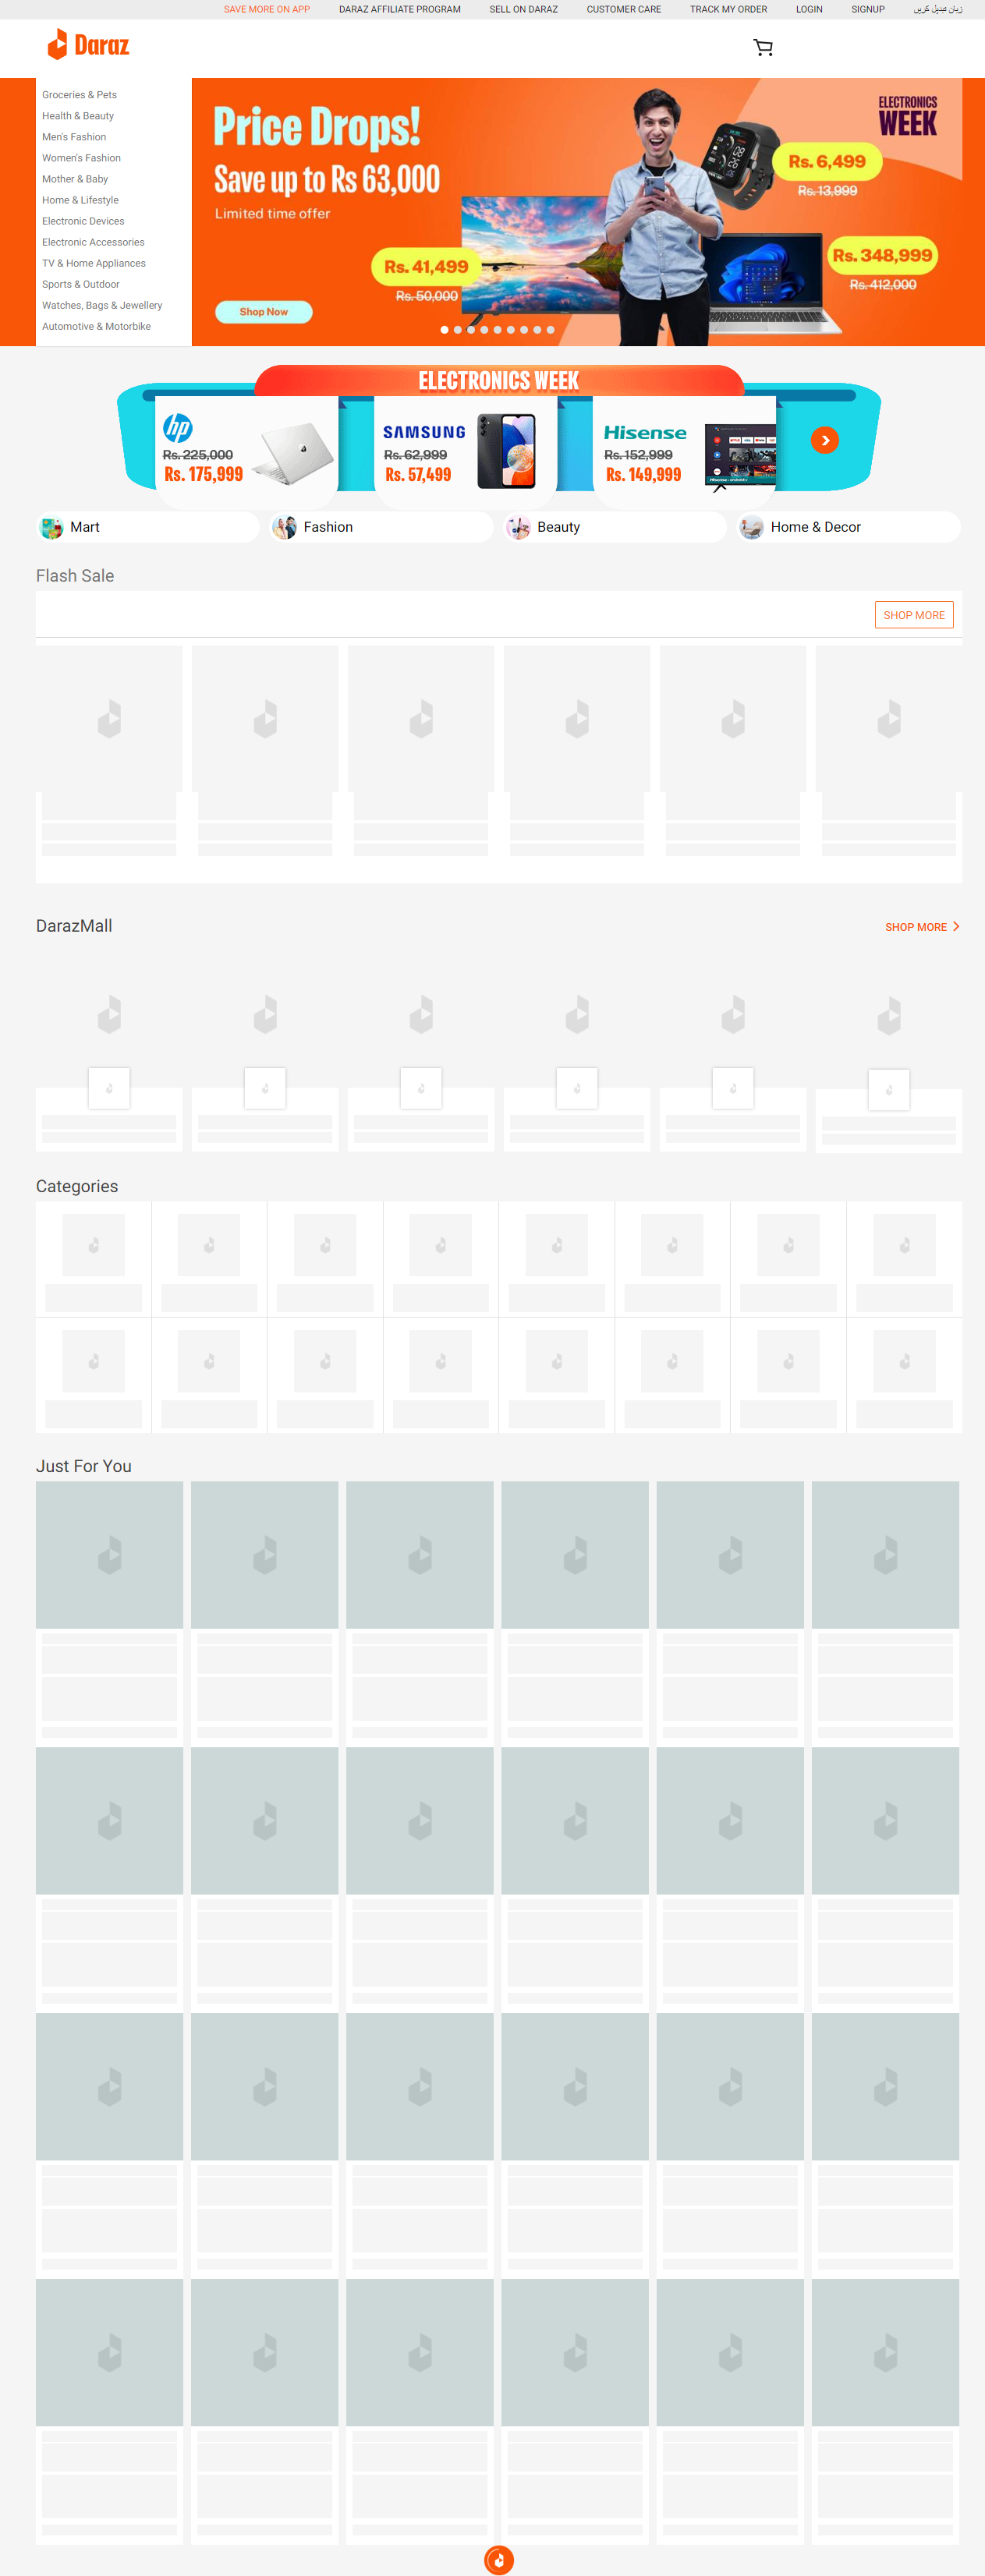 SAVE MORE ON APP
DARAZ AFFILIATE PROGRAM
SELL ON DARAZ
CUSTOMER CARE
TRACK MY ORDER
LOGIN
SIGNUP
زبان تبدیل کریں
Daraz
Groceries & Pets
Health & Beauty
Men's Fashion
Women's Fashion
Mother & Baby
Home & Lifestyle
Electronic Devices
Electronic Accessories
TV & Home Appliances
Sports & Outdoor
Watches, Bags & Jewellery
Automotive & Motorbike
Price Drops!
Save up to Rs 63,000
Limited time offer
Shop Now
Rs. 41,499
Rs. 50,000
ELECTRONICS
WEEK
Rs. 6,499
Rs. 13,999
Rs. 348,999
Rs. 412,000
ELECTRONICS WEEK
hp
Rs. 225,000
Rs. 175,999
SAMSUNG
Rs. 62,999
Rs. 57,499
Hisense
Rs. 152,999
Rs. 149,999
Mart
Fashion
Beauty
Home & Decor
Flash Sale
SHOP MORE
DarazMall
SHOP MORE
Categories
Just For You